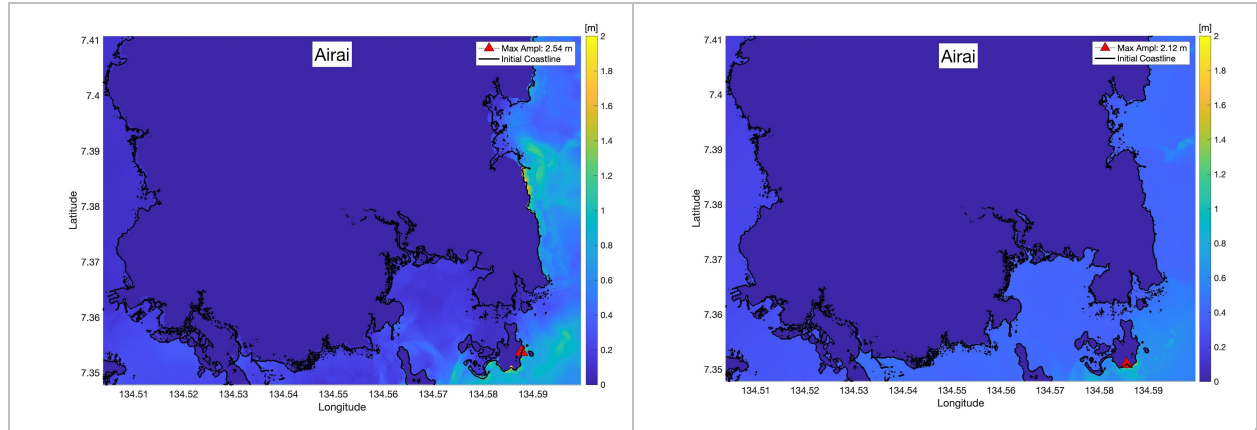 [m]
Airai
Max Ampl: 2.54 m
Initial Coastline
7.41
7.4
7.39
7.38
7.37
7.36
7.35
Latitude
134.51 134.52 134.53 134.54 134.55 134.56 134.57 134.58 134.59
Longitude
2
1.8
1.6
1.4
1.2
1
0.8
0.6
0.4
0.2
0
[m]
Airai
Max Ampl: 2.12 m
Initial Coastline
7.41
7.4
7.39
7.38
7.37
7.36
7.35
Latitude
134.51 134.52 134.53 134.54 134.55 134.56 134.57 134.58 134.59
Longitude
2
1.8
1.6
1.4
1.2
1
0.8
0.6
0.4
0.2
0